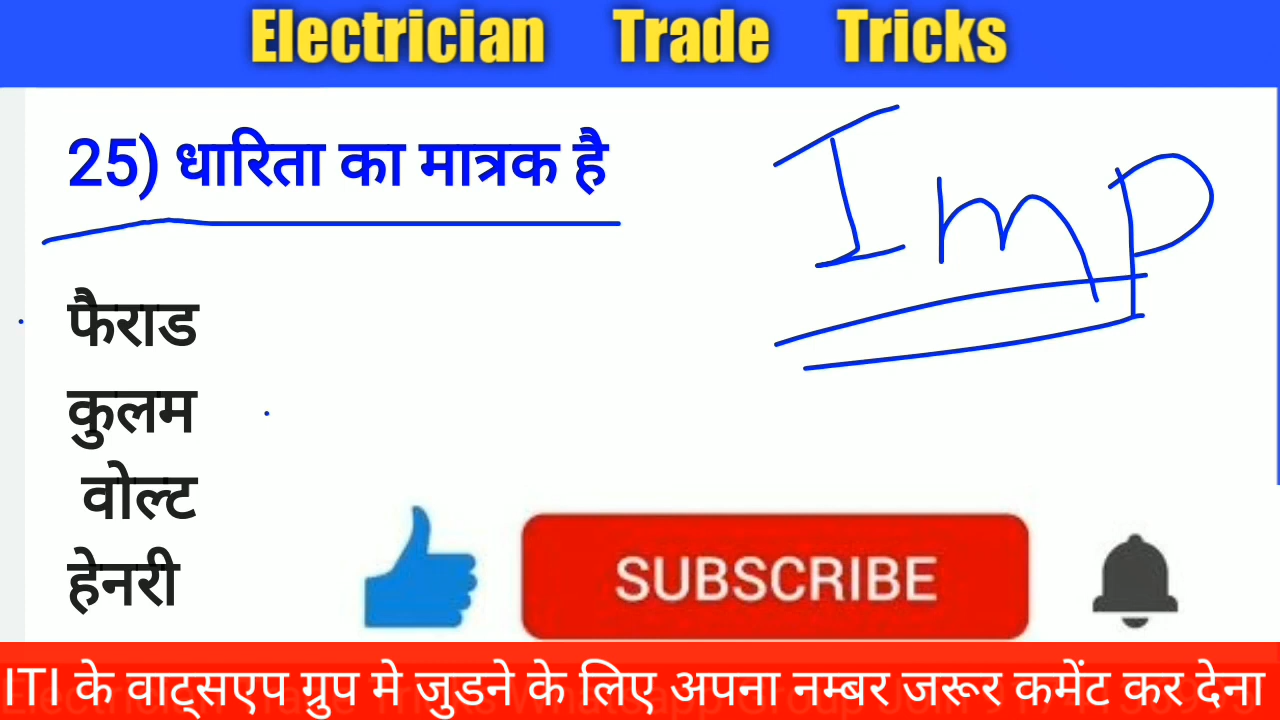 Electrician Trade Tricks
25) धारिता का मात्रक है
Imp
फैराड
कुलम
वोल्ट
हेनरी
SUBSCRIBE
ITI के वाट्सएप ग्रुप मे जुडने के लिए अपना नम्बर जरूर कमेंट कर देना